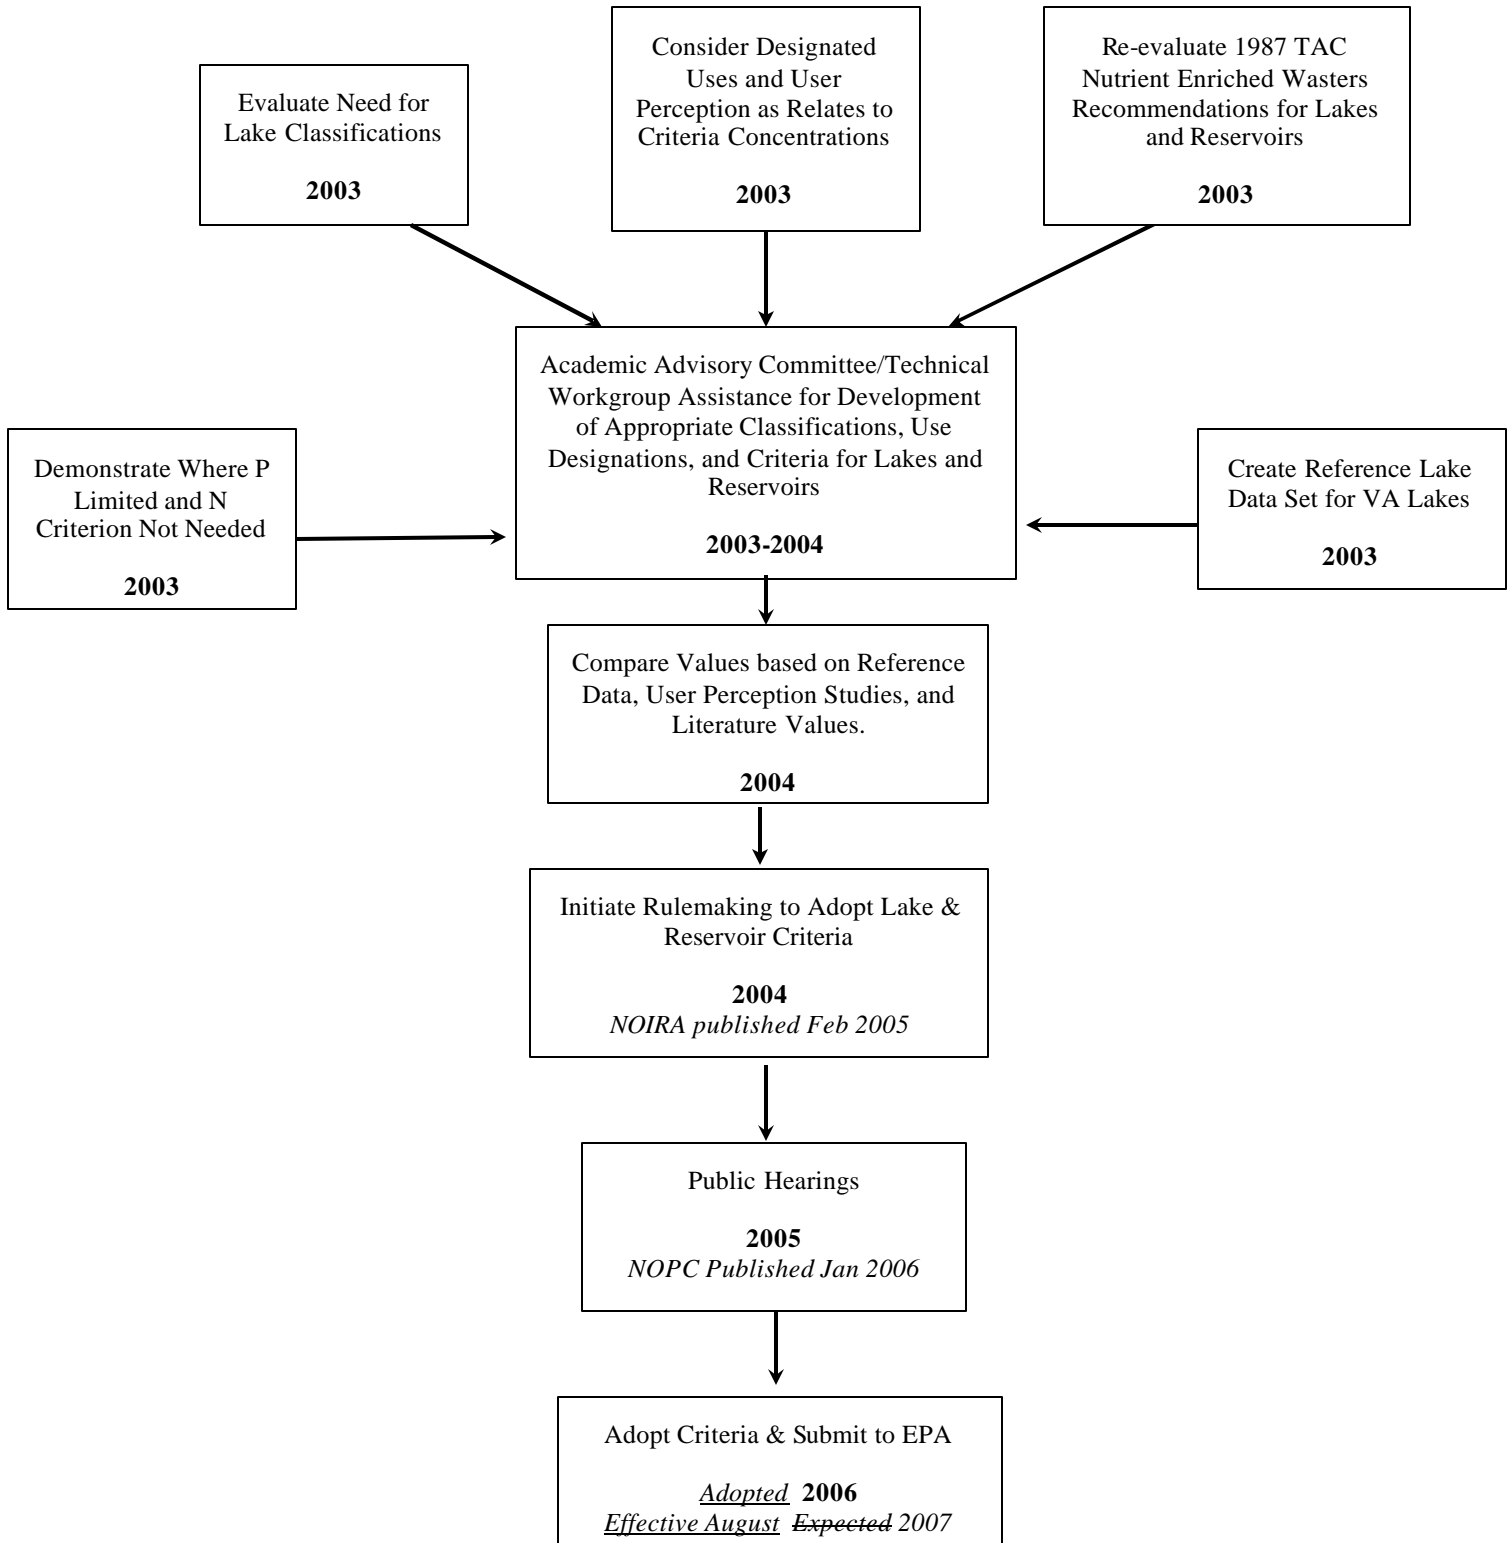 Evaluate Need for
Lake Classifications
2003
Consider Designated
Uses and User
Perception as Relates to
Criteria Concentrations
2003
Re-evaluate 1987 TAC
Nutrient Enriched Wasters
Recommendations for Lakes
and Reservoirs
2003
Academic Advisory Committee/Technical
Workgroup Assistance for Development
of Appropriate Classifications, Use
Designations, and Criteria for Lakes and
Reservoirs
2003-2004
Demonstrate Where P
Limited and N
Criterion Not Needed
2003
Create Reference Lake
Data Set for VA Lakes
2003
Compare Values based on Reference
Data, User Perception Studies, and
Literature Values.
2004
Initiate Rulemaking to Adopt Lake &
Reservoir Criteria
2004
NOIRA published Feb 2005
Public Hearings
2005
NOPC Published Jan 2006
Adopt Criteria & Submit to EPA
Adopted 2006
Effective August Expected 2007